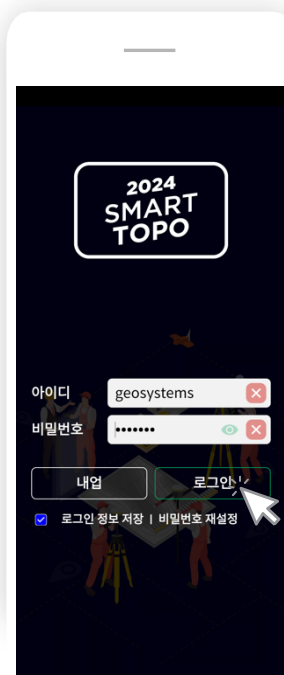 2024
SMART
TOPO
아이디 geosystems
비밀번호 •••••••
내업 로그인
로그인 정보 저장 | 비밀번호 재설정